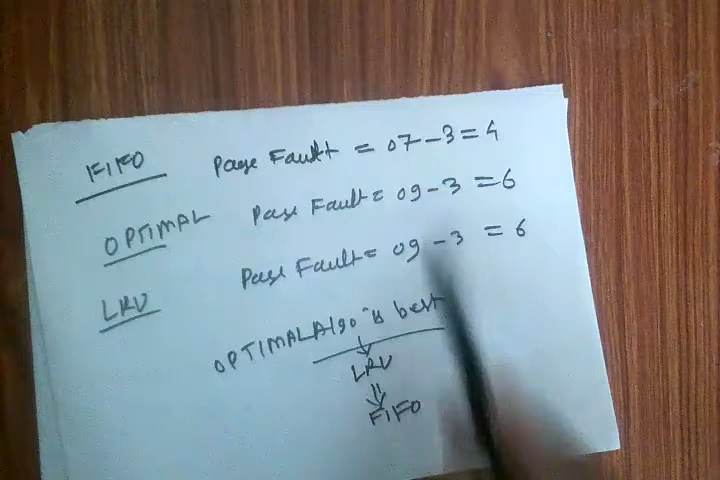 FIFO Page Fault = 07-3=4
OPTIMAL Page Fault= 09-3 =6
LRU Page Fault= 09-3 = 6
OPTIMAL Algo is best
↓
LRU
⇓
FIFO